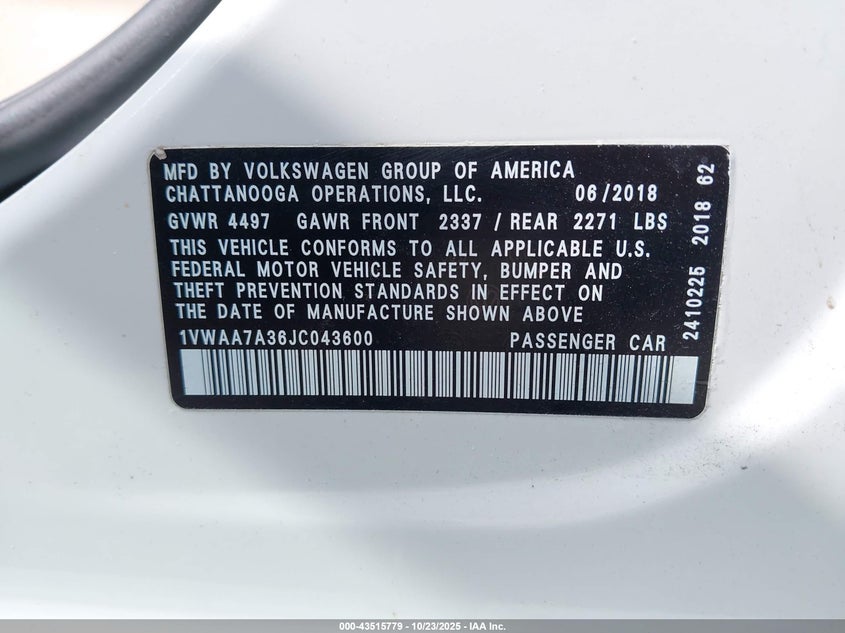 MFD BY VOLKSWAGEN GROUP OF AMERICA
CHATTANOOGA OPERATIONS, LLC. 06/2018
GVWR 4497 GAWR FRONT 2337 / REAR 2271 LBS
THIS VEHICLE CONFORMS TO ALL APPLICABLE U.S.
FEDERAL MOTOR VEHICLE SAFETY, BUMPER AND
THEFT PREVENTION STANDARDS IN EFFECT ON
THE DATE OF MANUFACTURE SHOWN ABOVE.
1VWAA7A36JC043600 PASSENGER CAR
2410225 2018 62
000-43515779 | 10/23/2025 - IAA Inc.